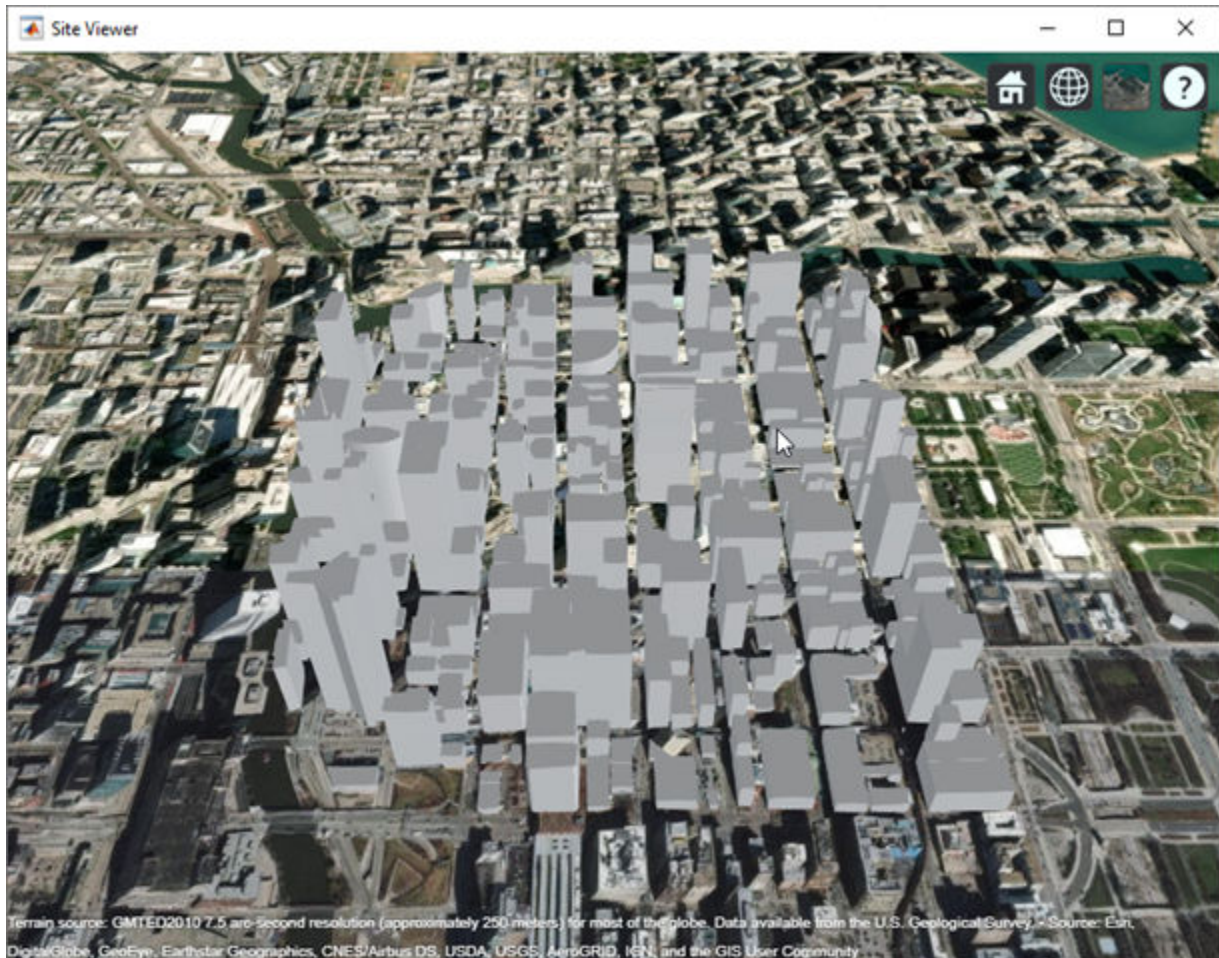 Site Viewer
?
Terrain source: GMTED2010 7.5 arc-second resolution (approximately 250 meters) for most of the globe. Data available from the U.S. Geological Survey. • Source: Esri,
DigitalGlobe, GeoEye, Earthstar Geographics, CNES/Airbus DS, USDA, USGS, AeroGRID, IGN, and the GIS User Community